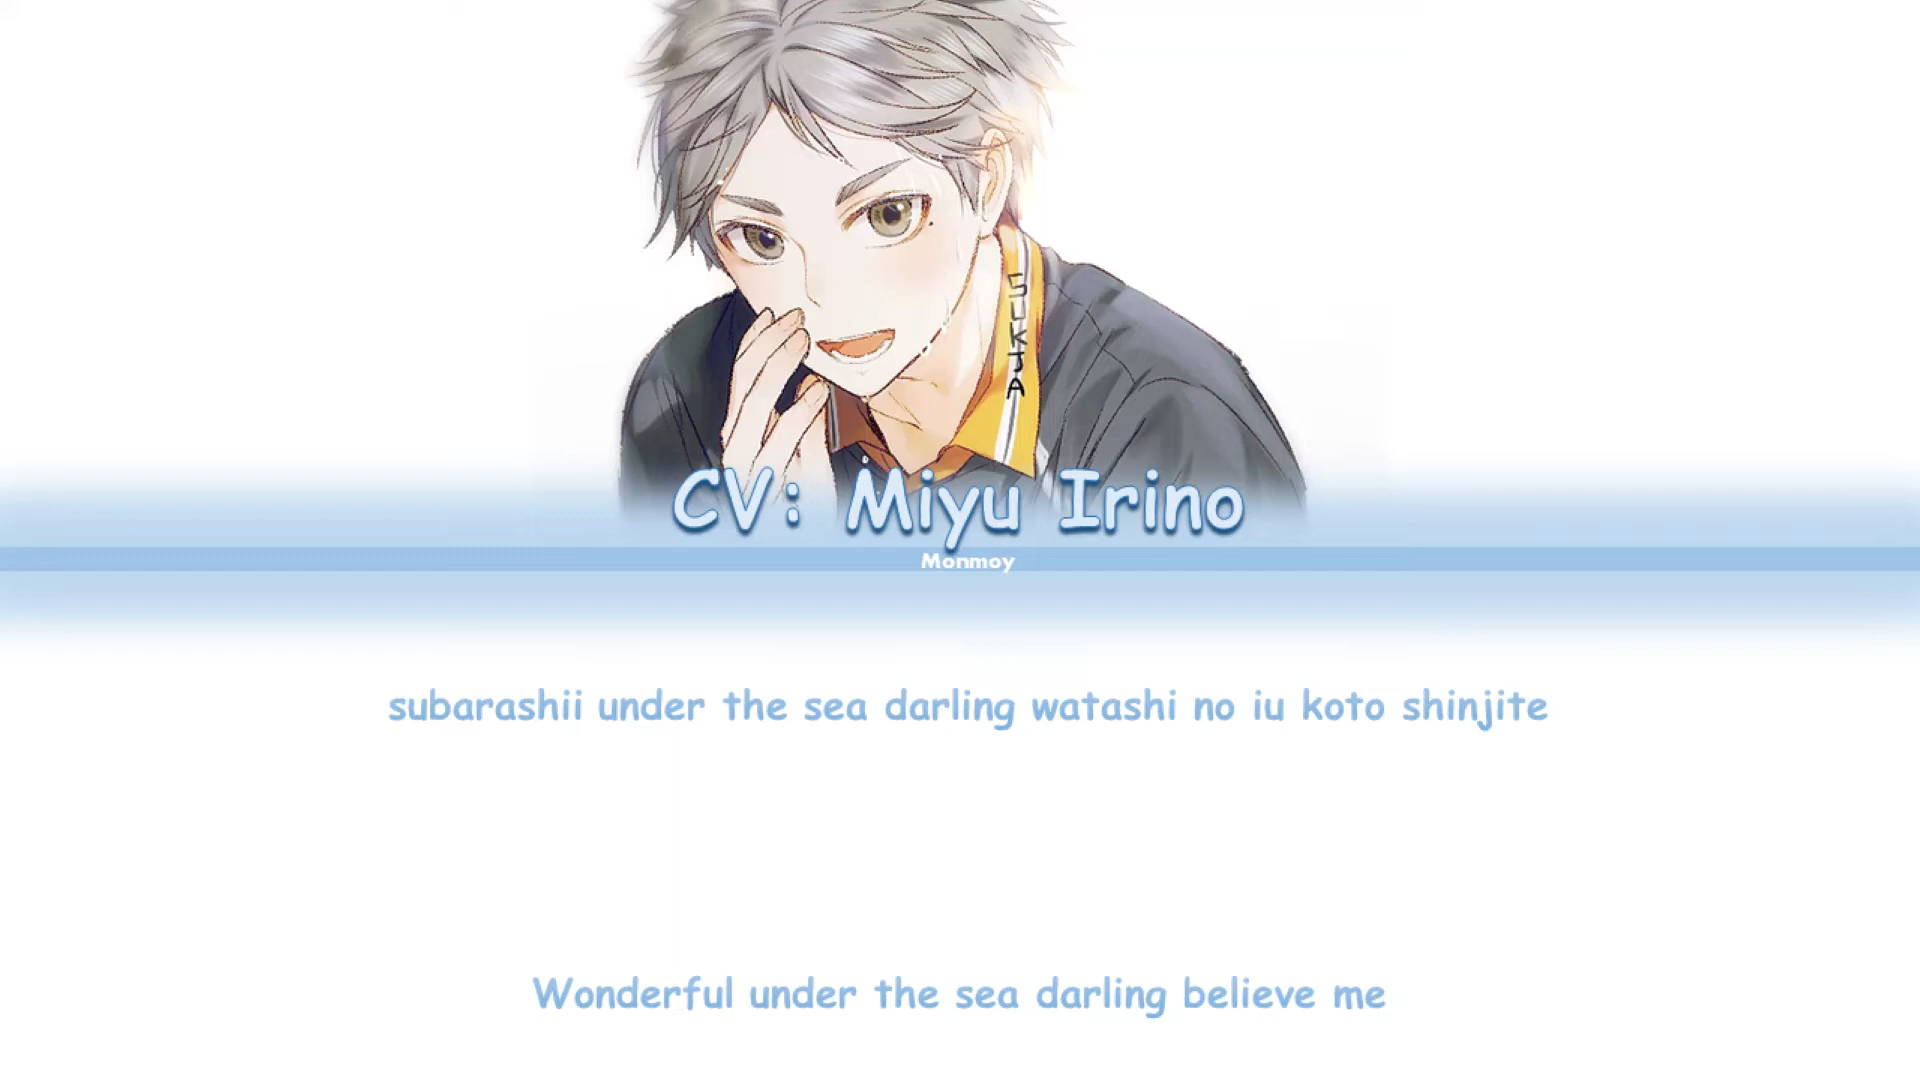 SUKJA
CV: Miyu Irino
Monmoy
subarashii under the sea darling watashi no iu koto shinjite
Wonderful under the sea darling believe me